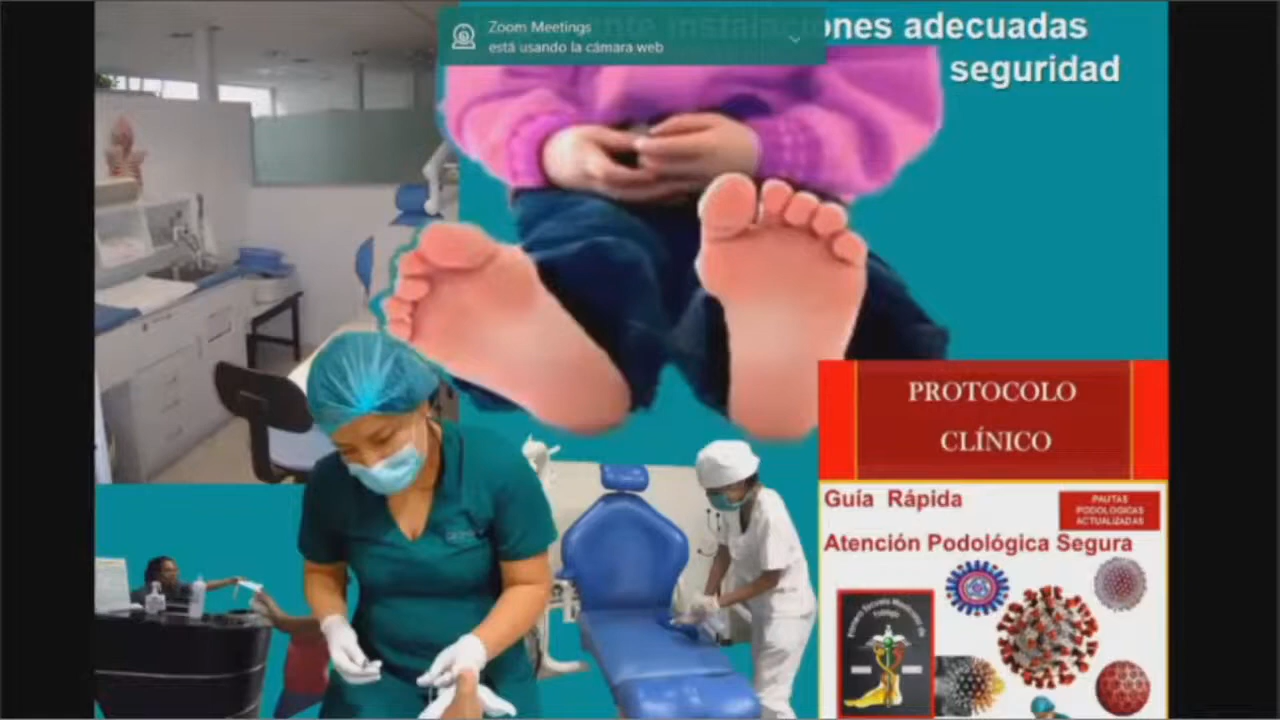 Zoom Meetings
está usando la cámara web
ones adecuadas
seguridad
PROTOCOLO
CLÍNICO
Guía Rápida
PAUTAS
PODOLOGICAS
ACTUALIZADAS
Atención Podológica Segura